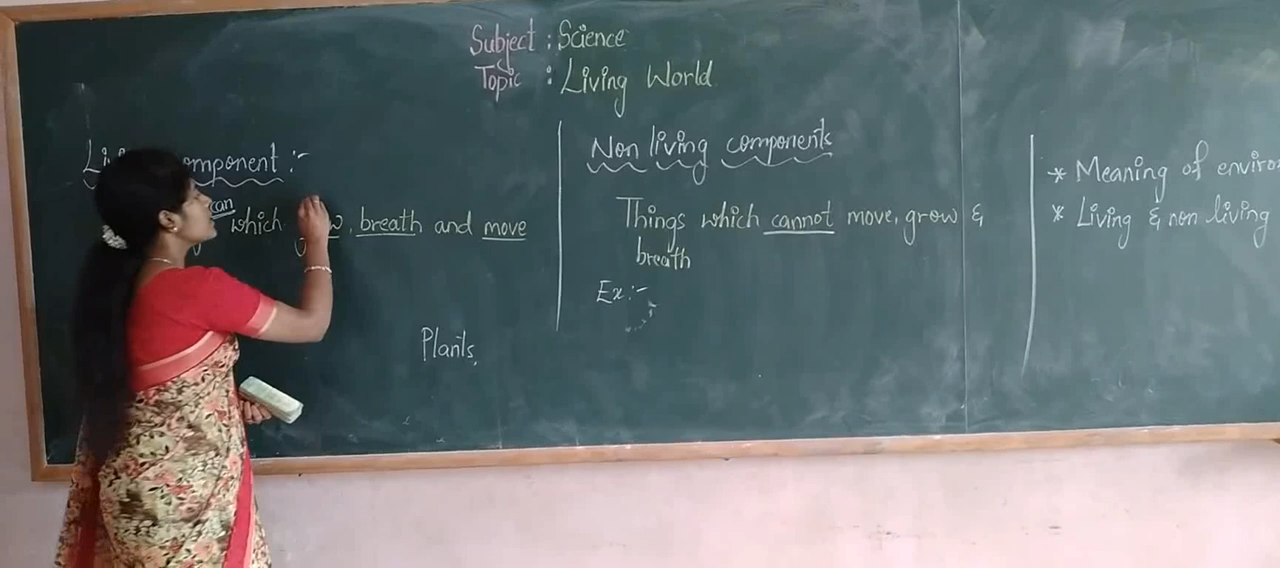 Subject : Science
Topic : Living World
component :-
can
which grow, breath and move
Plants,
Non living components
Things which cannot move, grow &
breath
Ex :-
* Meaning of
* Living & non living